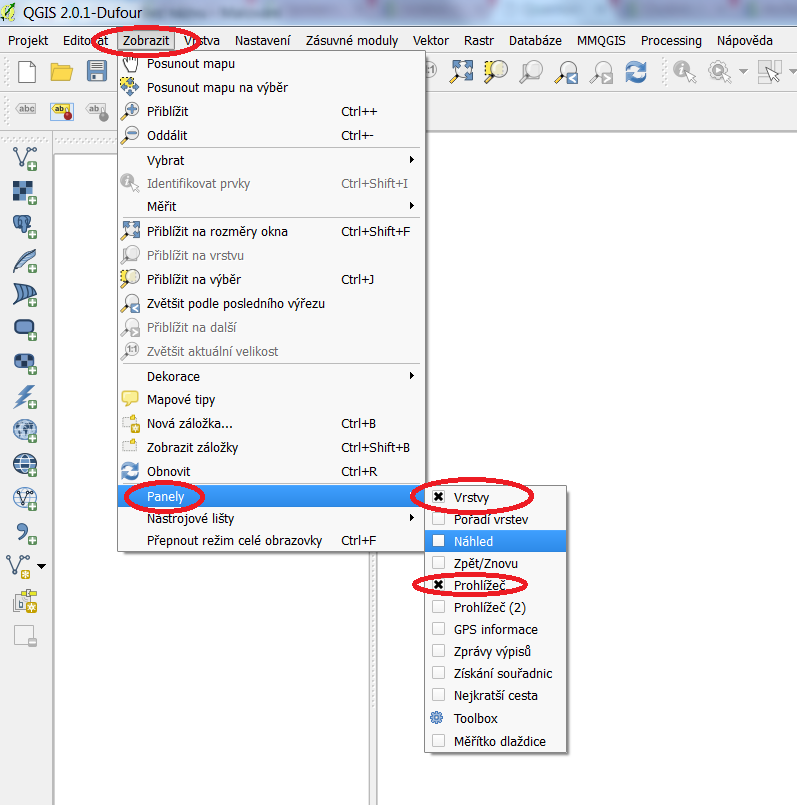 QGIS 2.0.1-Dufour
Projekt Editovat Zobrazit Vrstva Nastavení Zásuvné moduly Vektor Rastr Databáze MMQGIS Processing Nápověda
abc ab ab
Posunout mapu
Posunout mapu na výběr
Přiblížit Ctrl++
Oddálit Ctrl+-
Vybrat
Identifikovat prvky Ctrl+Shift+I
Měřit
Přiblížit na rozměry okna Ctrl+Shift+F
Přiblížit na vrstvu
Přiblížit na výběr Ctrl+J
Zvětšit podle posledního výřezu
Přiblížit na další
1:1 Zvětšit aktuální velikost
Dekorace
Mapové tipy
Nová záložka... Ctrl+B
Zobrazit záložky Ctrl+Shift+B
Obnovit Ctrl+R
Panely
Nástrojové lišty
Přepnout režim celé obrazovky Ctrl+F
Vrstvy
Pořadí vrstev
Náhled
Zpět/Znovu
Prohlížeč
Prohlížeč (2)
GPS informace
Zprávy výpisů
Získání souřadnic
Nejkratší cesta
Toolbox
Měřítko dlaždice